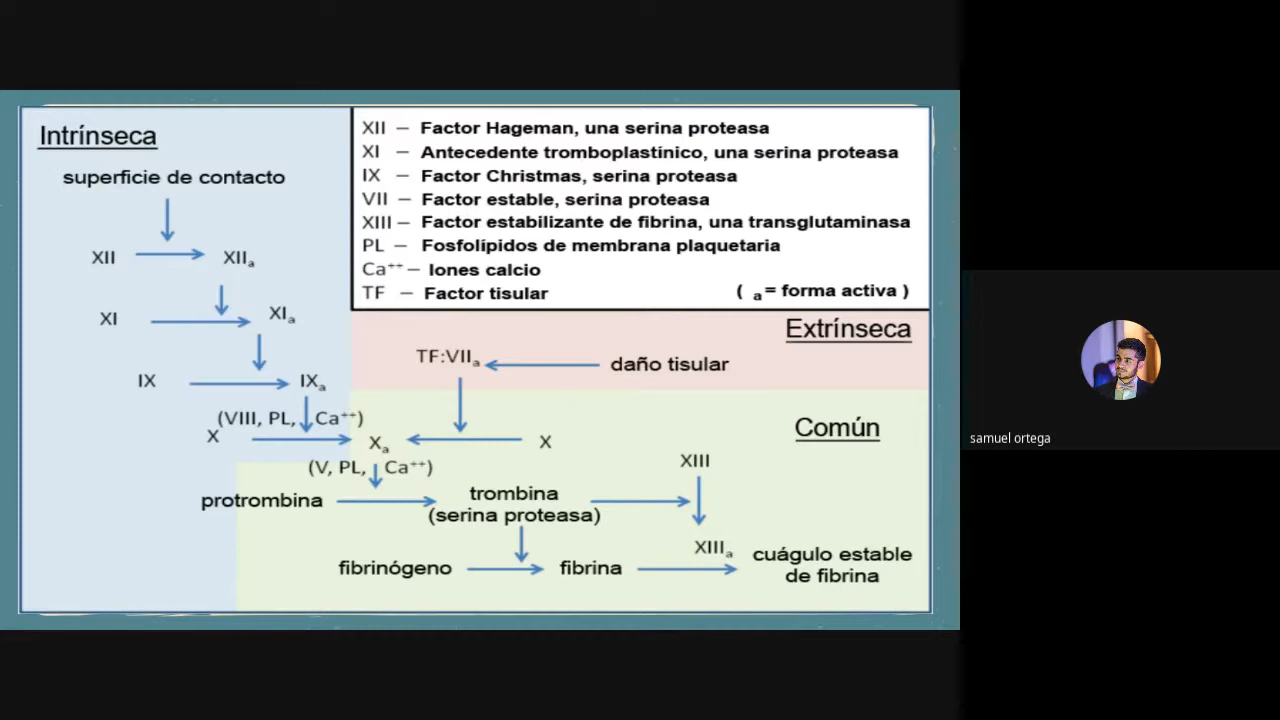 Intrínseca
superficie de contacto
XII XIIₐ
XI XIₐ
IX IXₐ
(VIII, PL, Ca⁺⁺)
X Xₐ X
XII – Factor Hageman, una serina proteasa
XI – Antecedente tromboplastínico, una serina proteasa
IX – Factor Christmas, serina proteasa
VII – Factor estable, serina proteasa
XIII – Factor estabilizante de fibrina, una transglutaminasa
PL – Fosfolípidos de membrana plaquetaria
Ca⁺⁺ – Iones calcio
TF – Factor tisular ( ₐ = forma activa )
Extrínseca
TF:VIIₐ daño tisular
Común
(V, PL, Ca⁺⁺)
XIII
protrombina trombina
(serina proteasa)
XIIIₐ
fibrinógeno fibrina cuágulo estable
de fibrina
samuel ortega